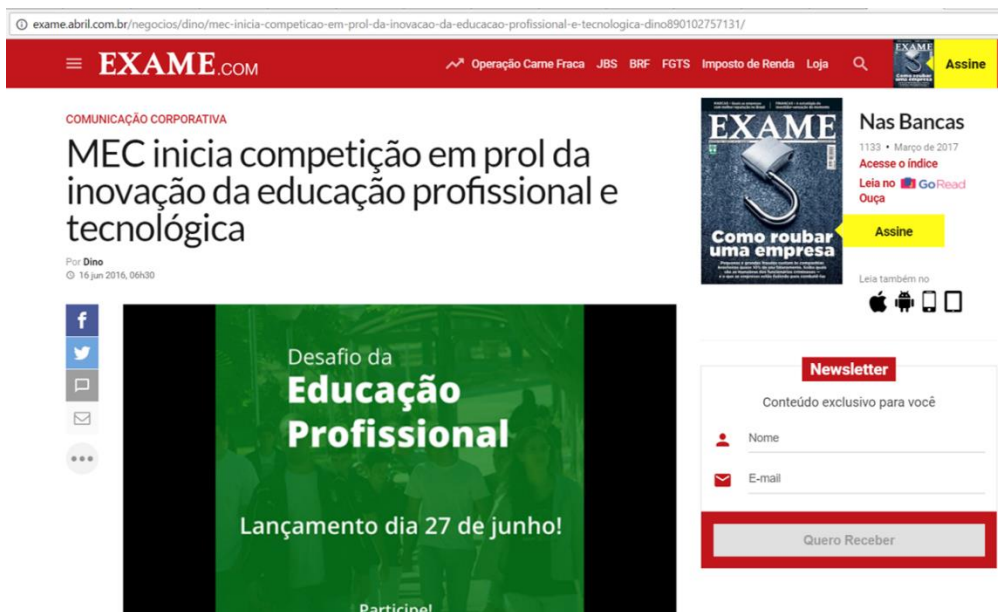 exame.abril.com.br/negocios/dino/mec-inicia-competicao-em-prol-da-inovacao-da-educacao-profissional-e-tecnologica-dino890102757131/
EXAME.COM
Operação Carne Fraca JBS BRF FGTS Imposto de Renda Loja
Assine
COMUNICAÇÃO CORPORATIVA
MEC inicia competição em prol da
inovação da educação profissional e
tecnológica
Por Dino
16 jun 2016, 06h30
Desafio da
Educação
Profissional
Lançamento dia 27 de junho!
Participe!
EXAME
Como roubar
uma empresa
Nas Bancas
1133 • Março de 2017
Acesse o índice
Leia no GoRead
Ouça
Assine
Leia também no
Newsletter
Conteúdo exclusivo para você
Nome
E-mail
Quero Receber